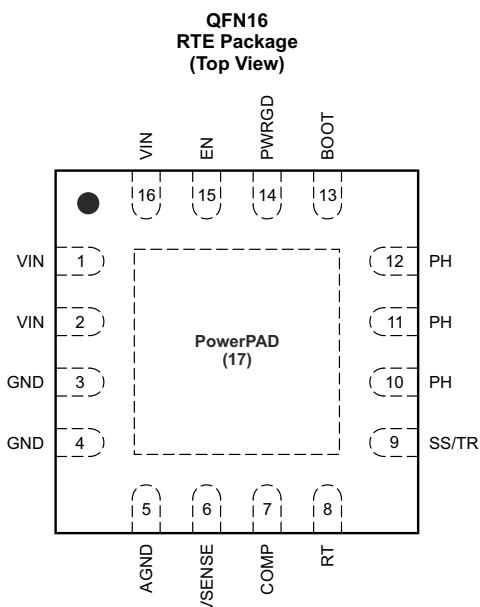 QFN16
RTE Package
(Top View)
VIN
EN
PWRGD
BOOT
16
15
14
13
VIN 1
12 PH
VIN 2
11 PH
PowerPAD
(17)
GND 3
10 PH
GND 4
9 SS/TR
5
6
7
8
AGND
VSENSE
COMP
RT